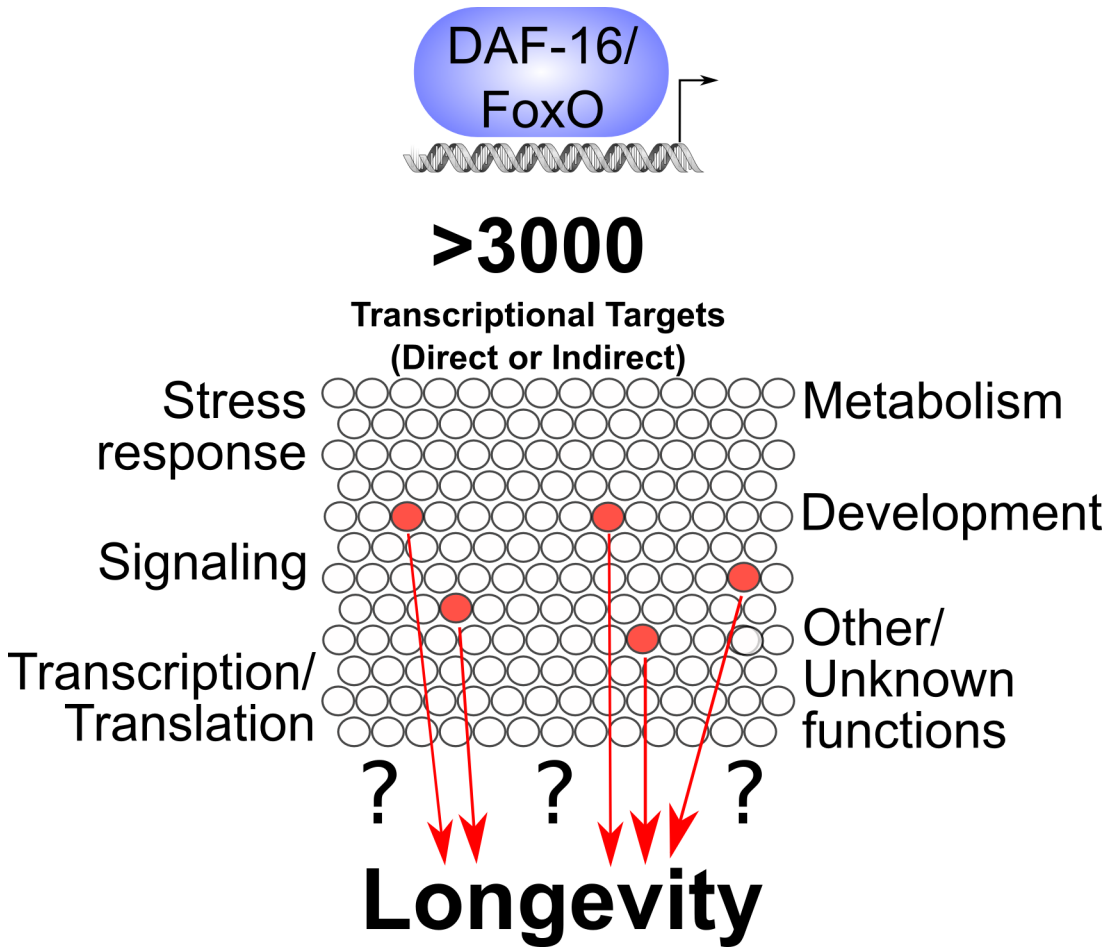 DAF-16/
FoxO
>3000
Transcriptional Targets
(Direct or Indirect)
Stress
response
Signaling
Transcription/
Translation
Metabolism
Development
Other/
Unknown
functions
? ? ?
Longevity